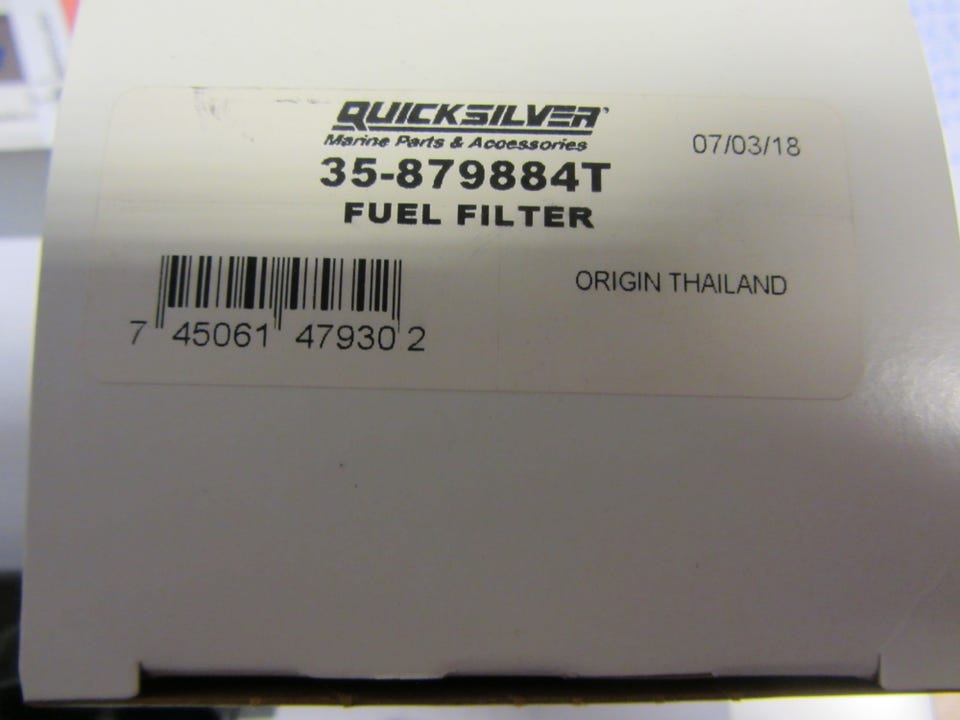 QUICKSILVER
Marine Parts & Accessories
07/03/18
35-879884T
FUEL FILTER
ORIGIN THAILAND
7 45061 47930 2